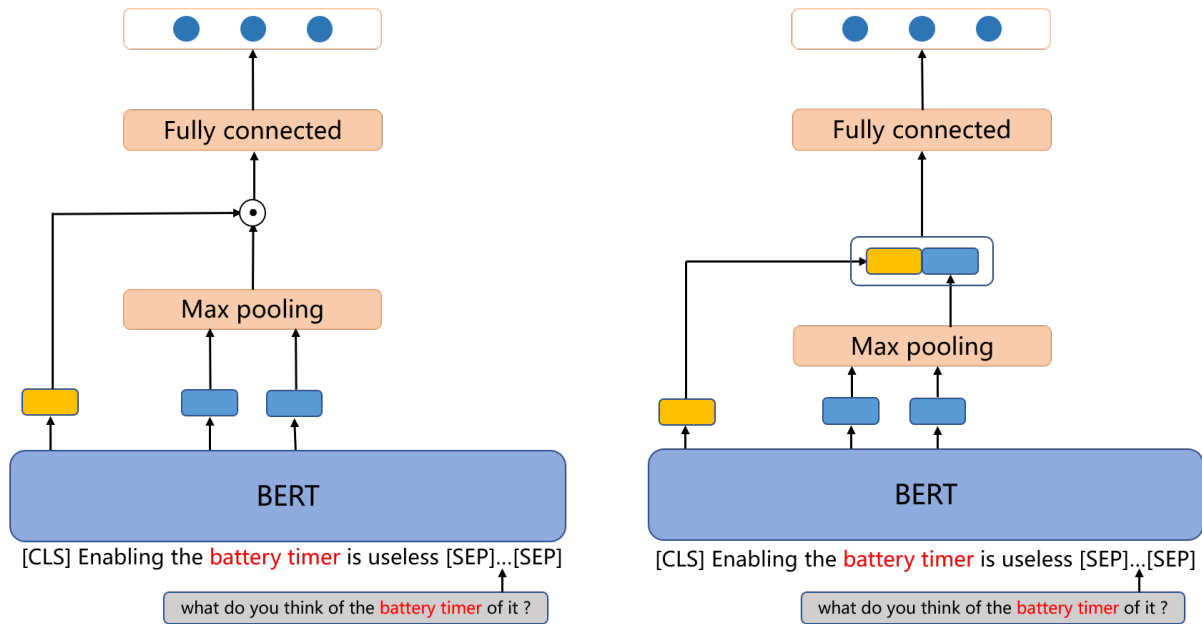 Fully connected
Max pooling
BERT
[CLS] Enabling the battery timer is useless [SEP]...[SEP]
what do you think of the battery timer of it ?
Fully connected
Max pooling
BERT
[CLS] Enabling the battery timer is useless [SEP]...[SEP]
what do you think of the battery timer of it ?